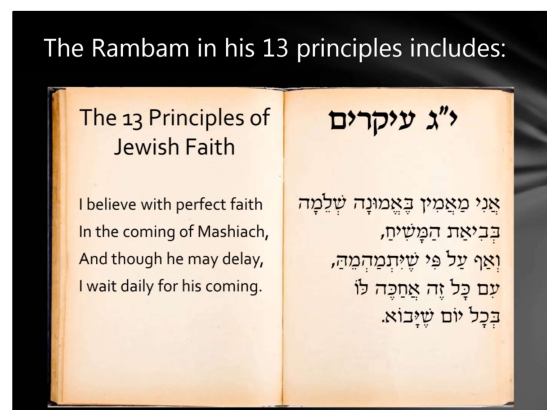 The Rambam in his 13 principles includes:
The 13 Principles of
Jewish Faith
I believe with perfect faith
In the coming of Mashiach,
And though he may delay,
I wait daily for his coming.
י"ג עיקרים
אֲנִי מַאֲמִין בֶּאֱמוּנָה שְׁלֵמָה
בְּבִיאַת הַמָּשִׁיחַ,
וְאַף עַל פִּי שֶׁיִּתְמַהְמֵהַּ,
עִם כָּל זֶה אֲחַכֶּה לּוֹ
בְּכָל יוֹם שֶׁיָּבוֹא.